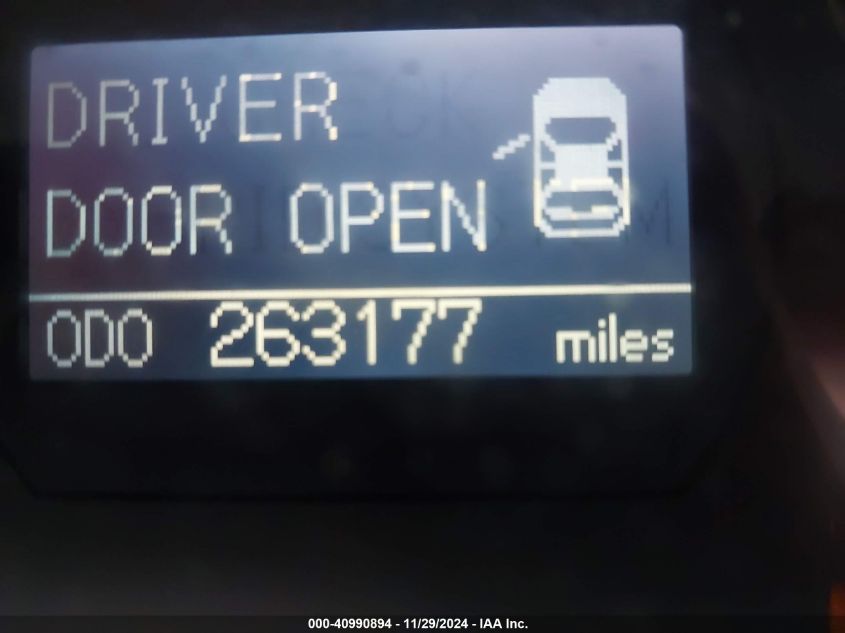 DRIVER
DOOR OPEN
ODO 263177 miles
000-40990894 - 11/29/2024 - IAA Inc.